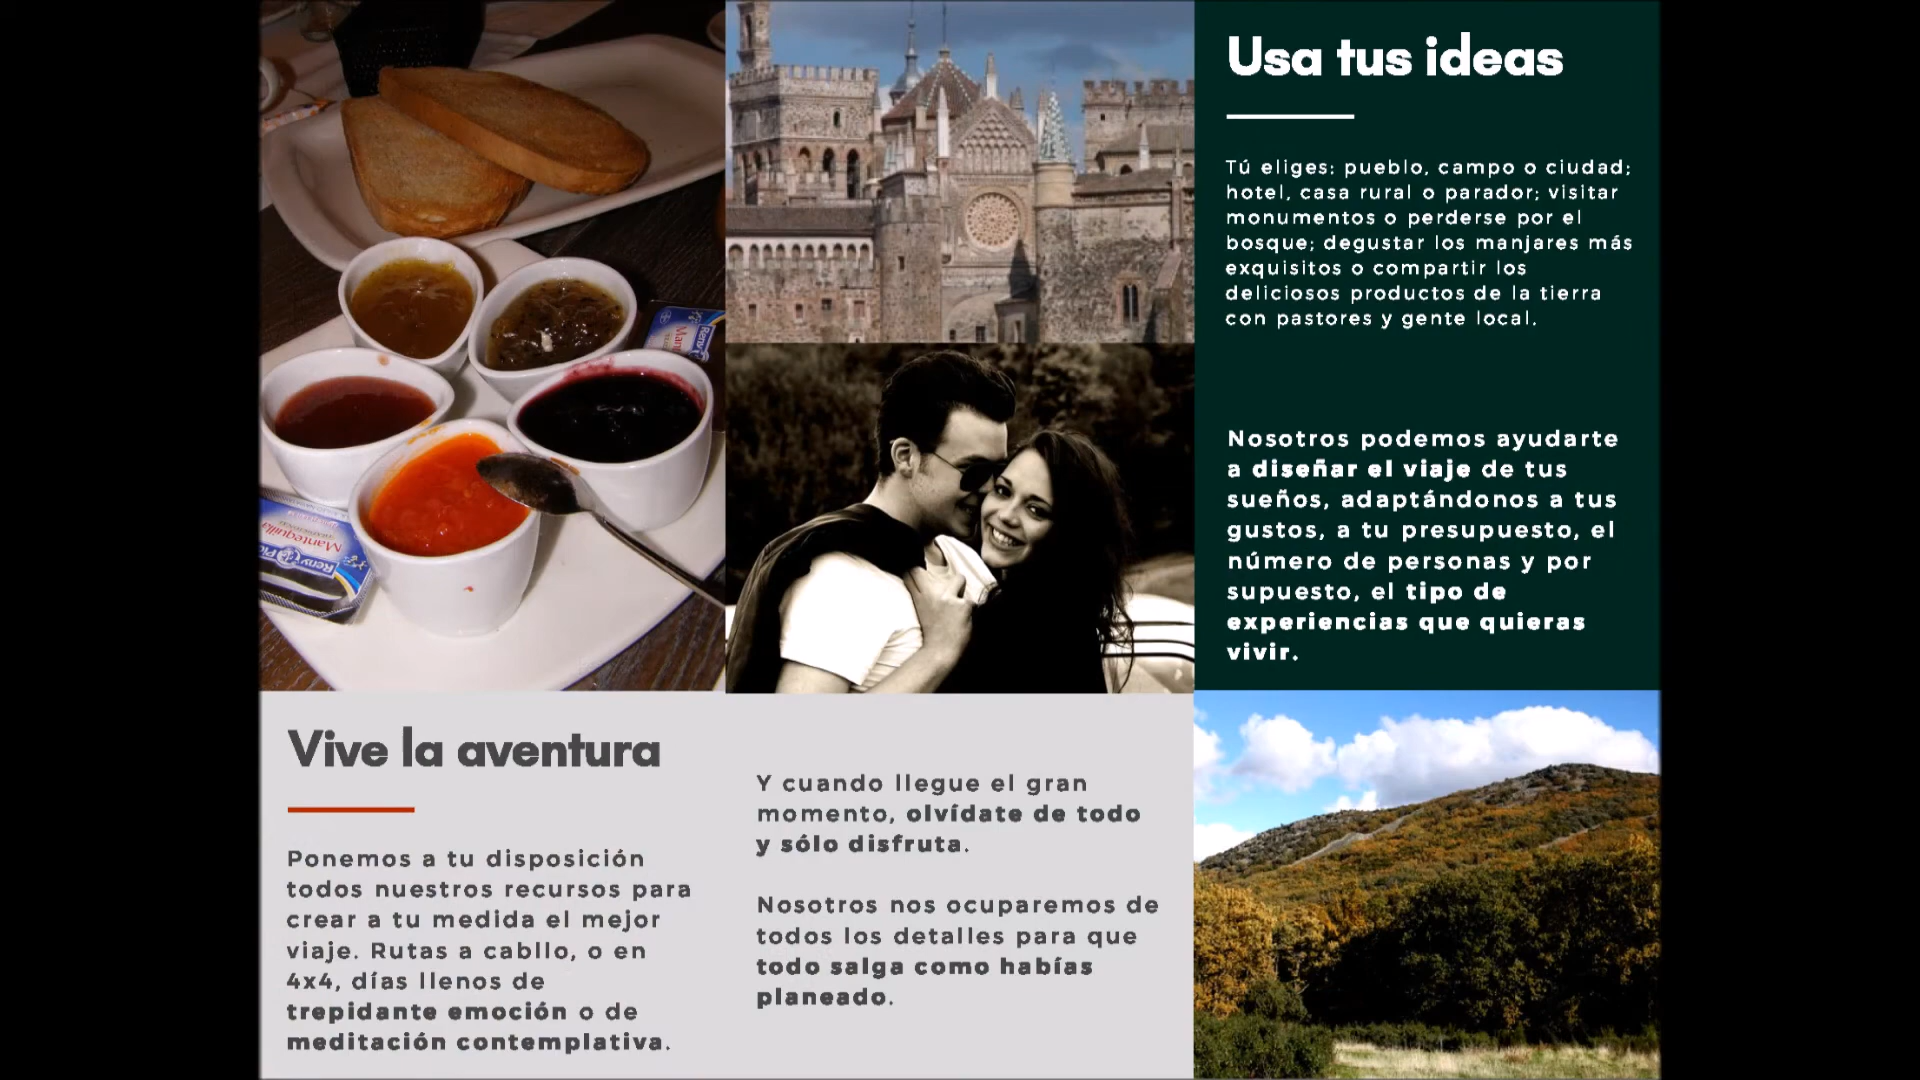 Usa tus ideas
Tú eliges: pueblo, campo o ciudad;
hotel, casa rural o parador; visitar
monumentos o perderse por el
bosque; degustar los manjares más
exquisitos o compartir los
deliciosos productos de la tierra
con pastores y gente local.
Nosotros podemos ayudarte
a diseñar el viaje de tus
sueños, adaptándonos a tus
gustos, a tu presupuesto, el
número de personas y por
supuesto, el tipo de
experiencias que quieras
vivir.
Mantequilla
Vive la aventura
Ponemos a tu disposición
todos nuestros recursos para
crear a tu medida el mejor
viaje. Rutas a cabllo, o en
4x4, días llenos de
trepidante emoción o de
meditación contemplativa.
Y cuando llegue el gran
momento, olvídate de todo
y sólo disfruta.
Nosotros nos ocuparemos de
todos los detalles para que
todo salga como habías
planeado.